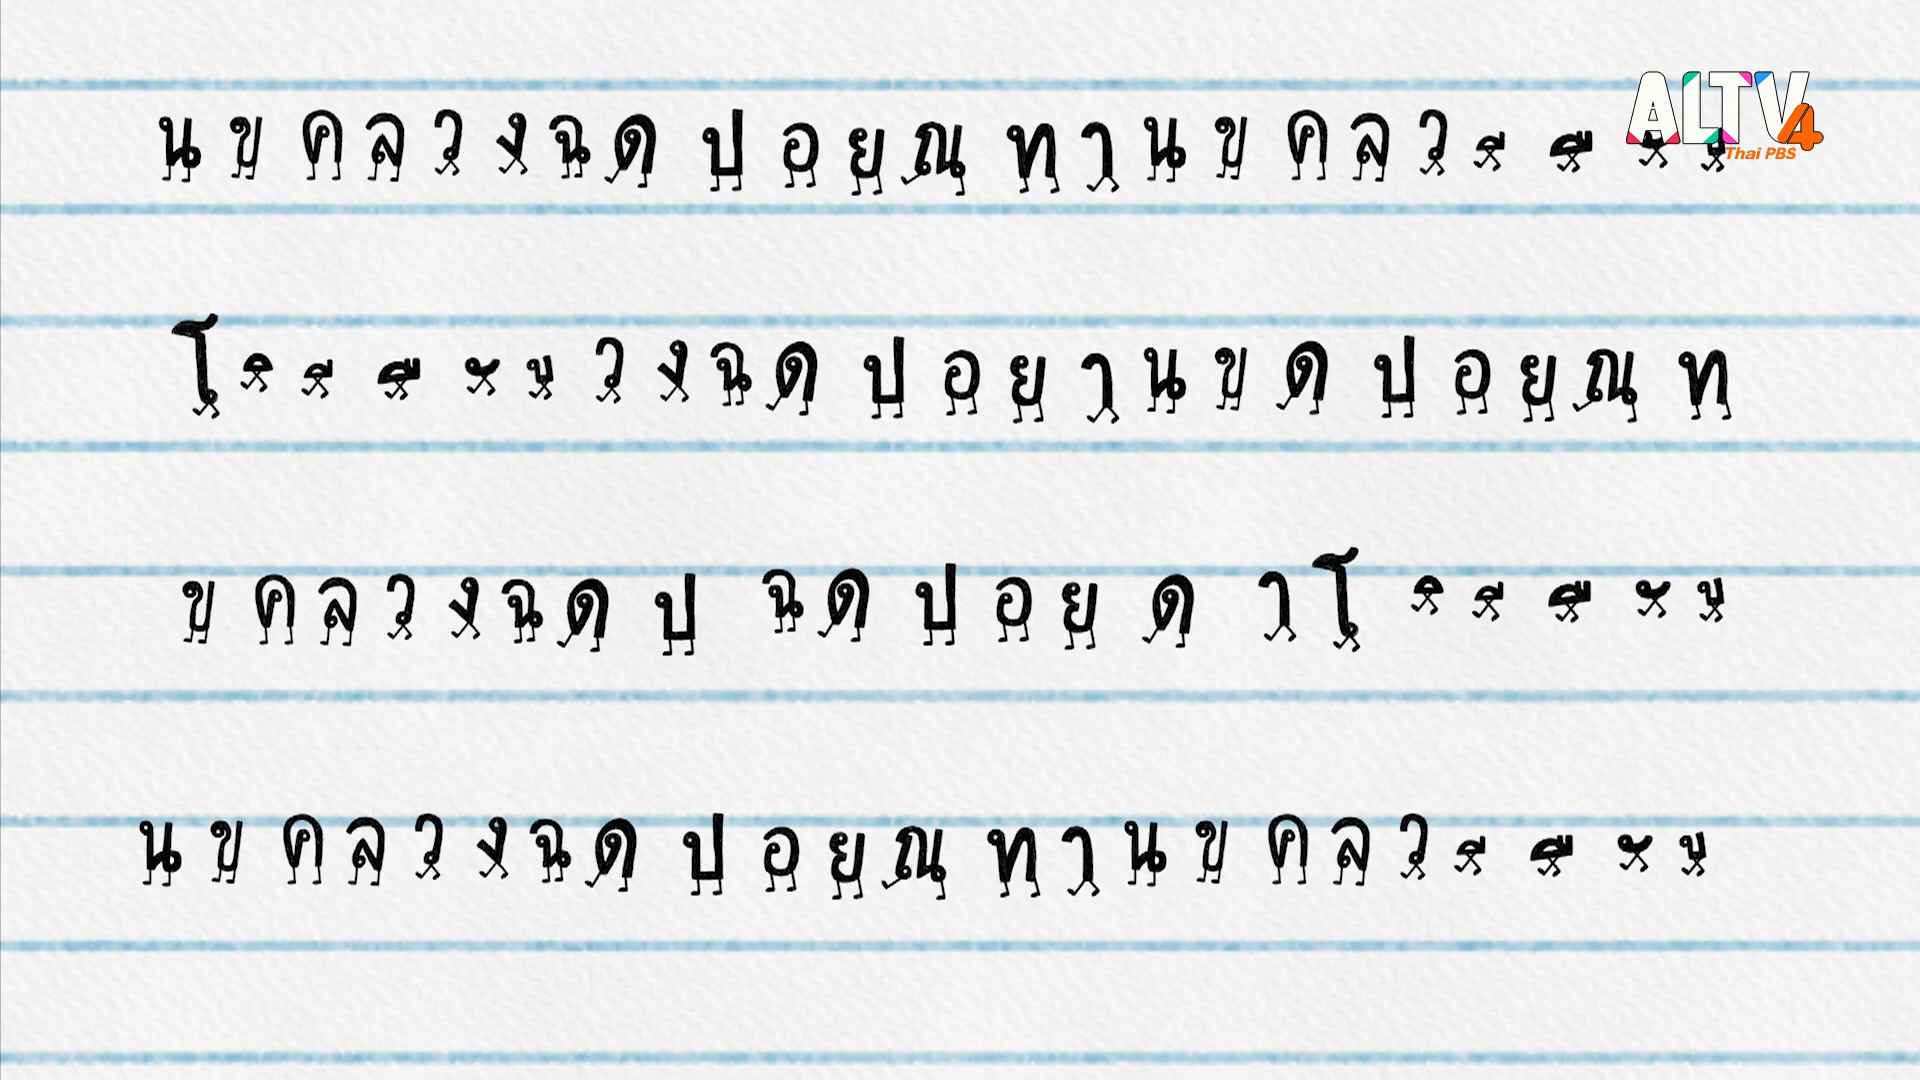 น ข ค ล ว ง ฉ ด ป อ ย ณ ท า น ข ค ล ว ี ื ั ุ
โ ิ ี ื ั ุ ว ง ฉ ด ป อ ย า น ข ด ป อ ย ณ ท
ข ค ล ว ง ฉ ด ป ฉ ด ป อ ย ด า โ ิ ี ื ั ุ
น ข ค ล ว ง ฉ ด ป อ ย ณ ท า น ข ค ล ว ี ื ั ุ
ALTV4
Thai PBS